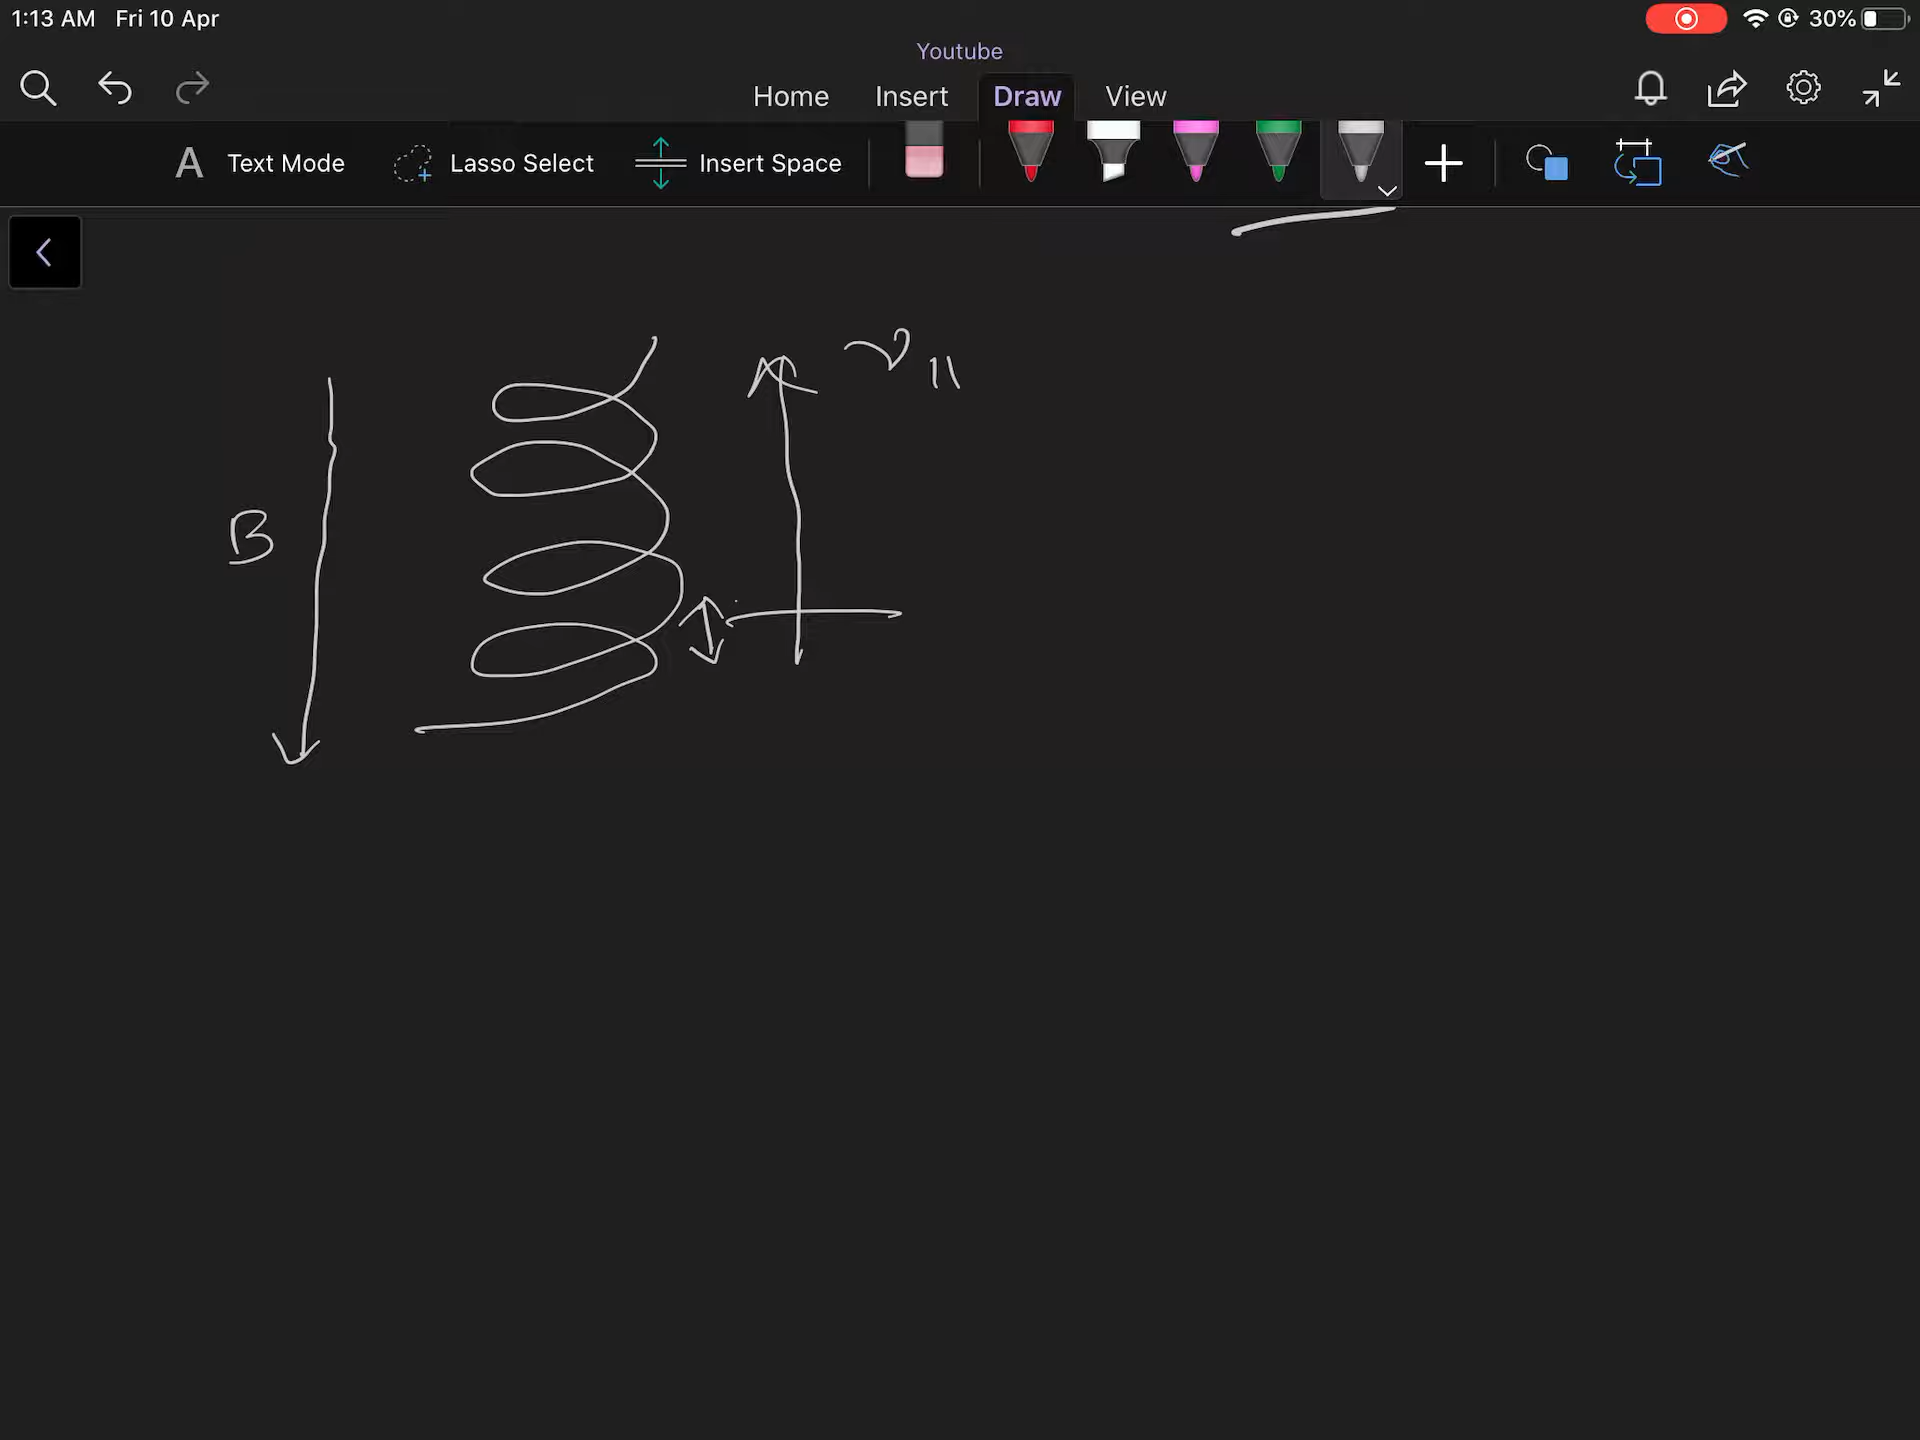 1:13 AM Fri 10 Apr 30%
Youtube
Home Insert Draw View
A Text Mode Lasso Select Insert Space
ν ||
B